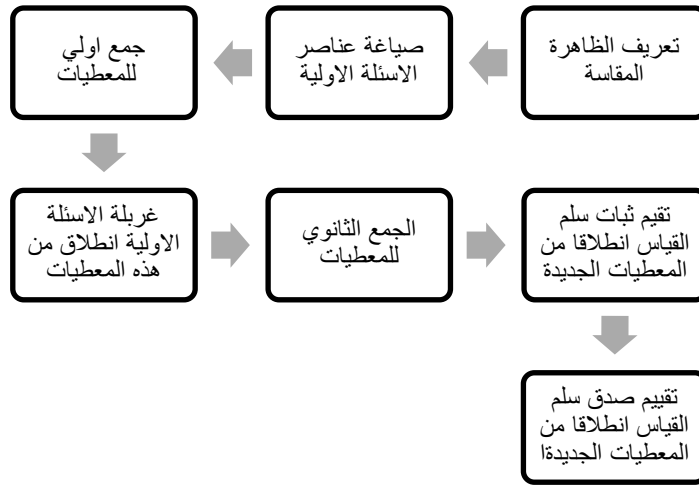 تعريف الظاهرة
المقاسة
صياغة عناصر
الاسئلة الاولية
جمع اولي
للمعطيات
غربلة الاسئلة
الاولية انطلاق من
هذه المعطيات
الجمع الثانوي
للمعطيات
تقيم ثبات سلم
القياس انطلاقا من
المعطيات الجديدة
تقييم صدق سلم
القياس انطلاقا من
المعطيات الجديدةا